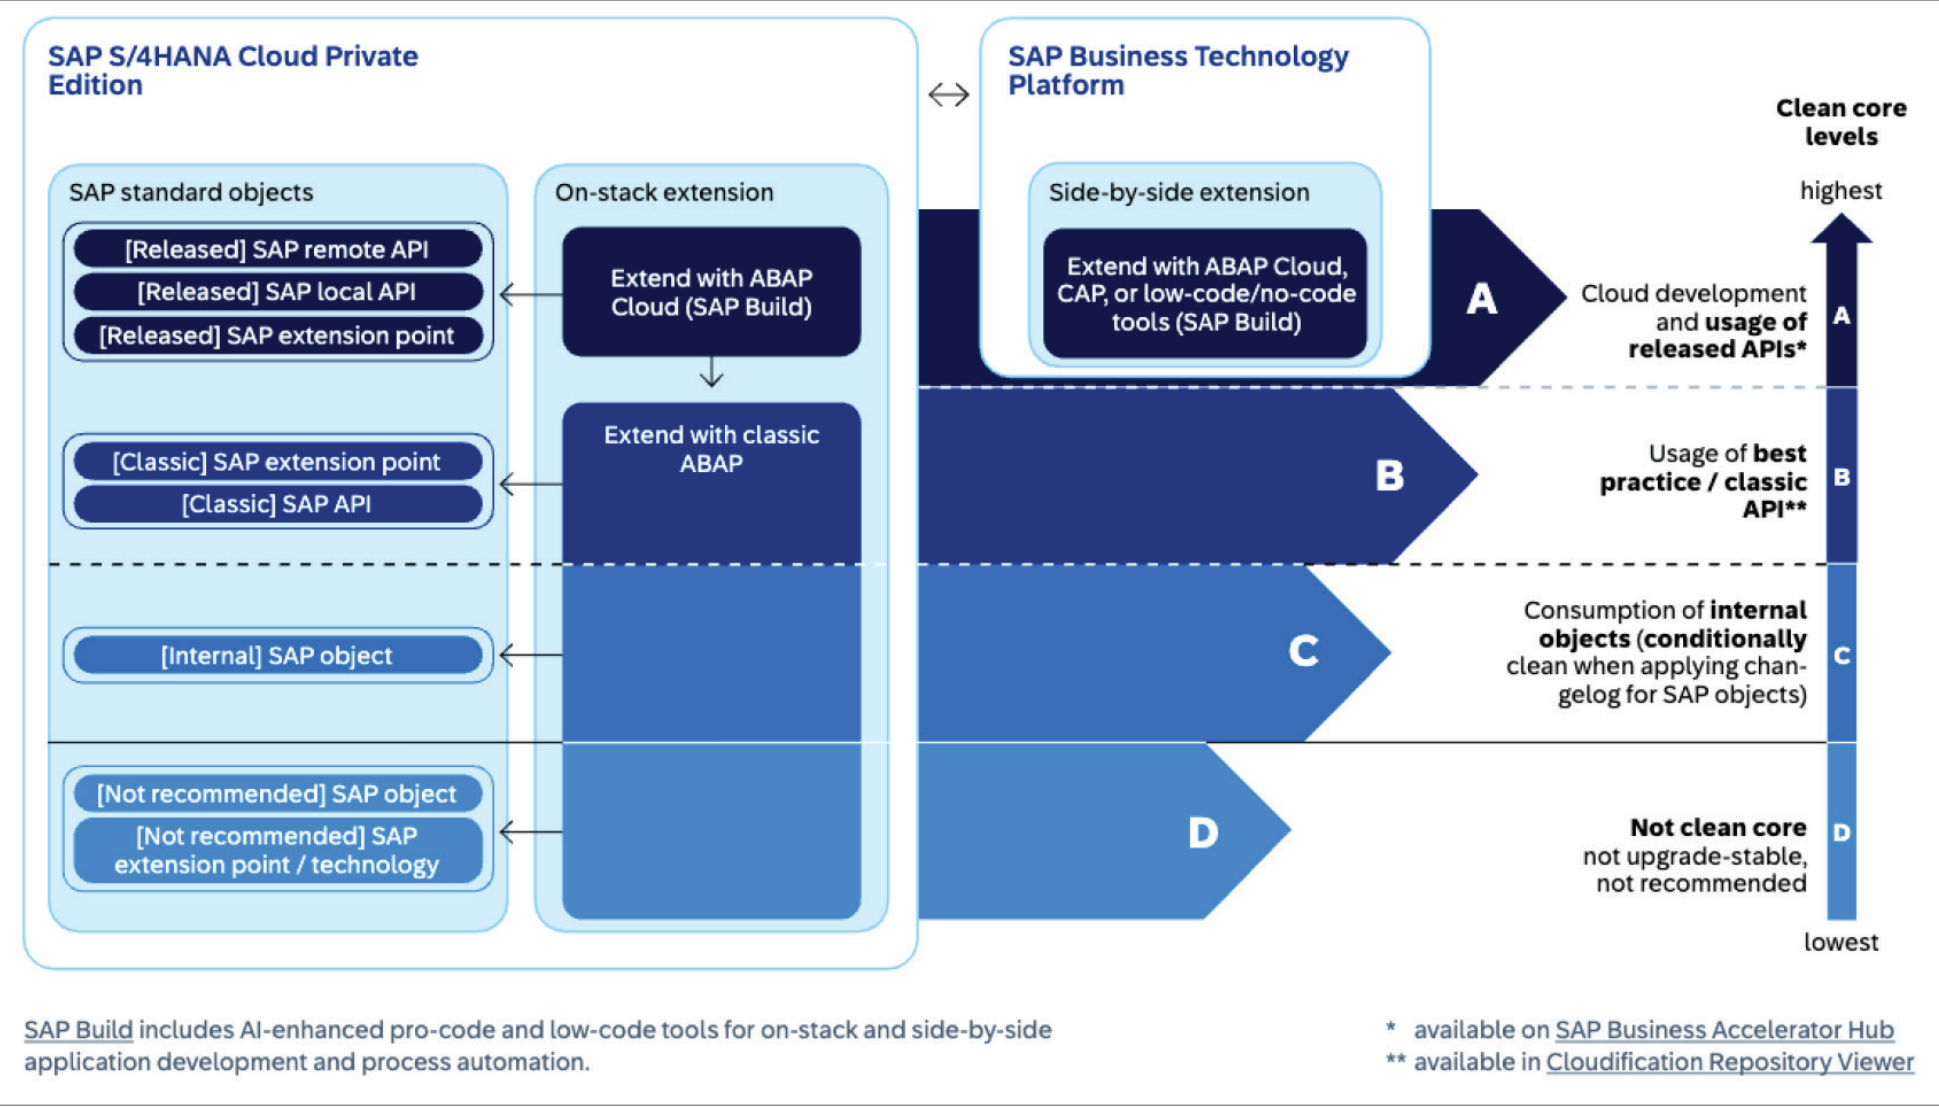 SAP S/4HANA Cloud Private
Edition
SAP standard objects
[Released] SAP remote API
[Released] SAP local API
[Released] SAP extension point
[Classic] SAP extension point
[Classic] SAP API
[Internal] SAP object
[Not recommended] SAP object
[Not recommended] SAP
extension point / technology
On-stack extension
Extend with ABAP
Cloud (SAP Build)
Extend with classic
ABAP
SAP Business Technology
Platform
Side-by-side extension
Extend with ABAP Cloud,
CAP, or low-code/no-code
tools (SAP Build)
A
B
C
D
Clean core
levels
highest
Cloud development
and usage of
released APIs*
A
Usage of best
practice / classic
API**
B
Consumption of internal
objects (conditionally
clean when applying chan-
gelog for SAP objects)
C
Not clean core
not upgrade-stable,
not recommended
D
lowest
SAP Build includes AI-enhanced pro-code and low-code tools for on-stack and side-by-side
application development and process automation.
* available on SAP Business Accelerator Hub
** available in Cloudification Repository Viewer